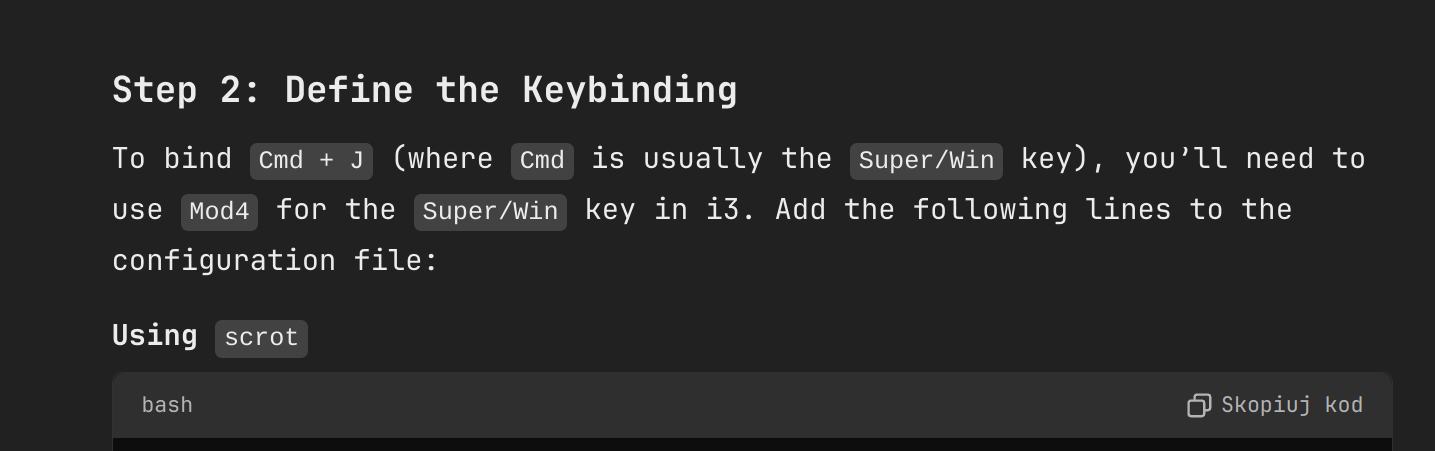 Step 2: Define the Keybinding
To bind Cmd + J (where Cmd is usually the Super/Win key), you’ll need to
use Mod4 for the Super/Win key in i3. Add the following lines to the
configuration file:
Using scrot
bash Skopiuj kod